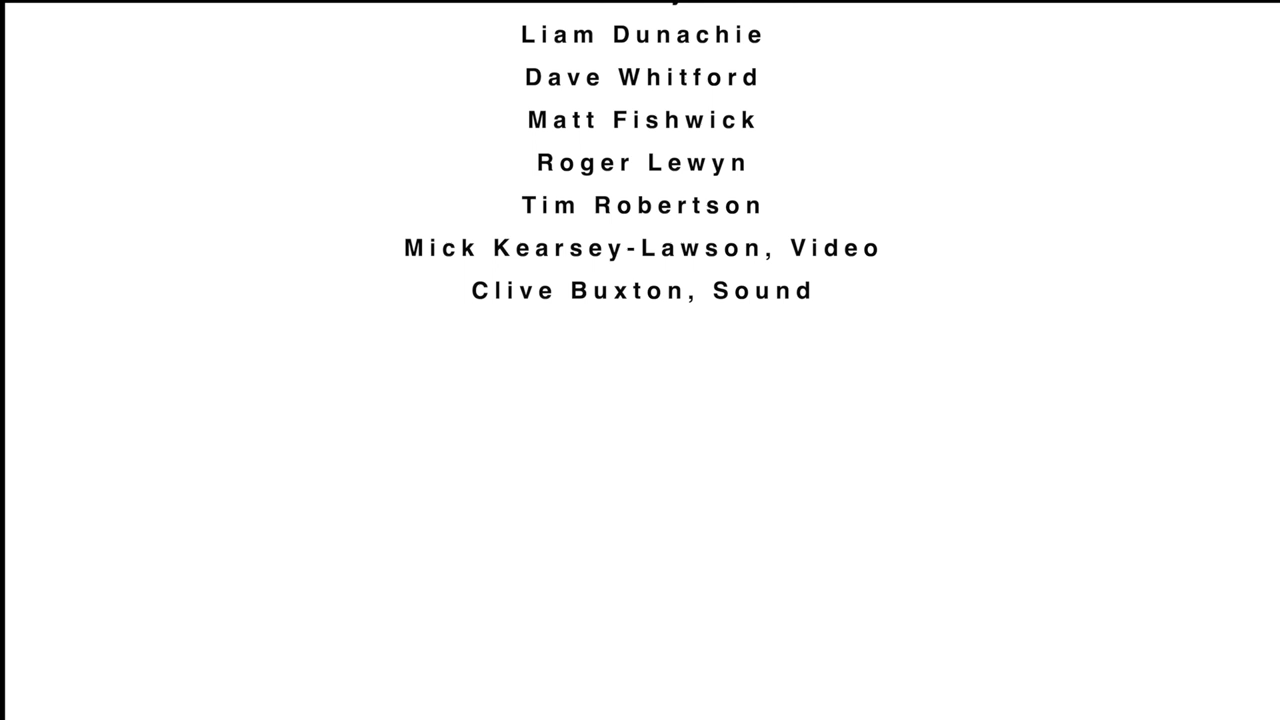 Liam Dunachie
Dave Whitford
Matt Fishwick
Roger Lewyn
Tim Robertson
Mick Kearsey-Lawson, Video
Clive Buxton, Sound